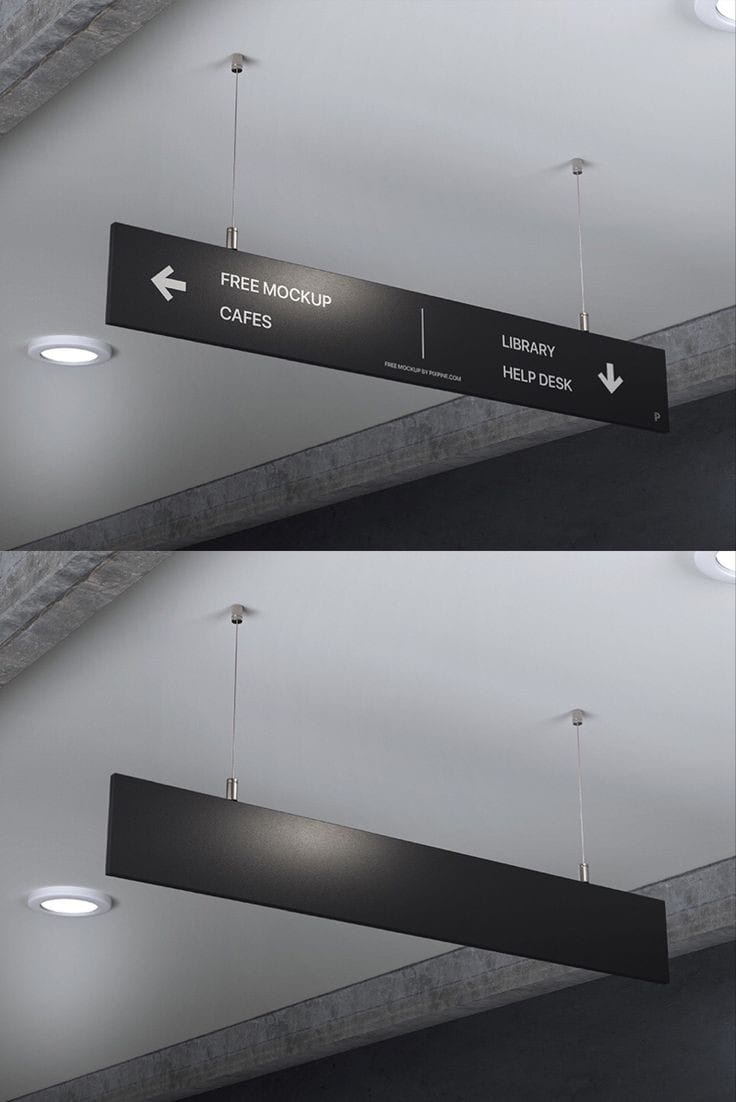 FREE MOCKUP
CAFES
FREE MOCKUP BY PIXPINE.COM
LIBRARY
HELP DESK
P